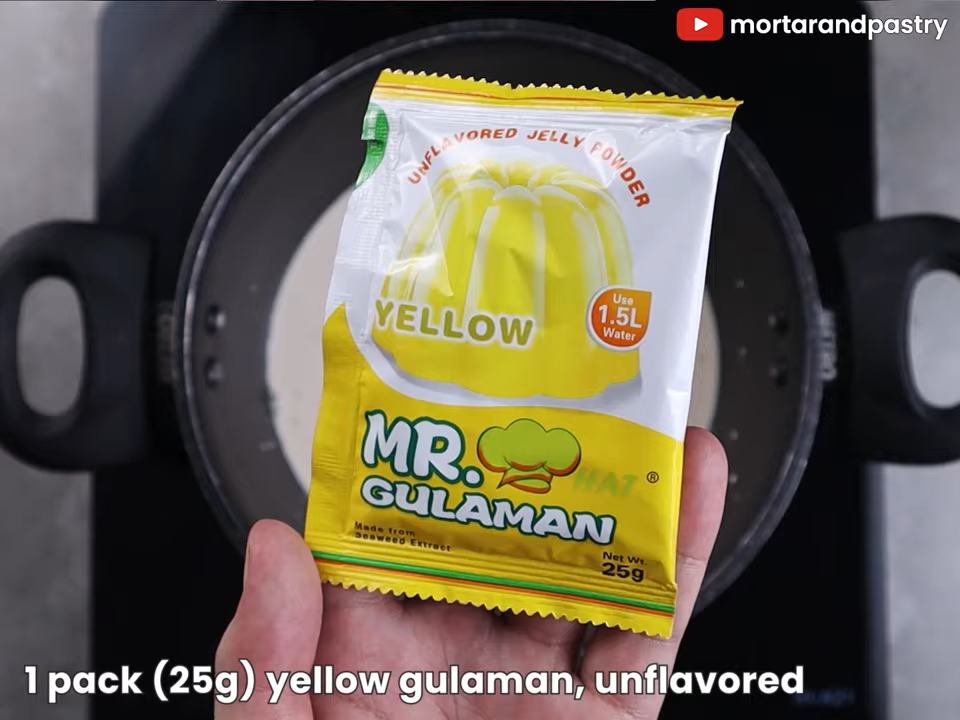 mortarandpastry
UNFLAVORED JELLY POWDER
YELLOW
Use
1.5L
Water
MR.
HAT ®
GULAMAN
Made from
Seaweed Extract
Net Wt.
25g
1 pack (25g) yellow gulaman, unflavored